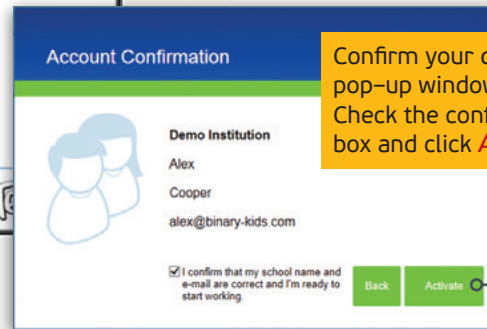 Account Confirmation
Confirm your
pop-up window
Check the
box and click
Demo Institution
Alex
Cooper
alex@binary-kids.com
I confirm that my school name and
e-mail are correct and I'm ready to
start working.
Back
Activate